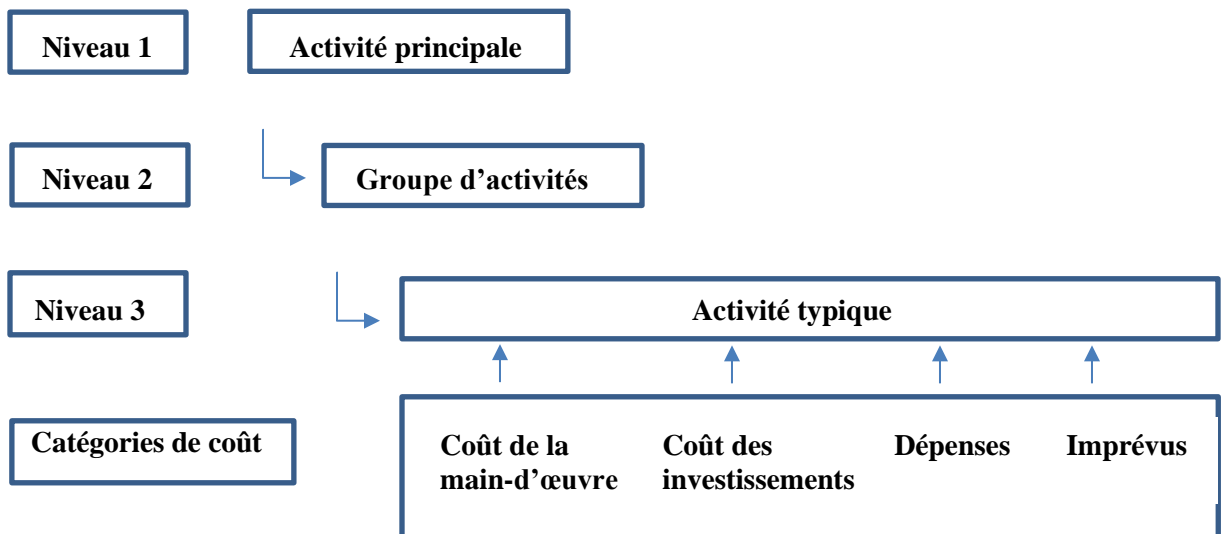 Niveau 1
Activité principale
Niveau 2
Groupe d’activités
Niveau 3
Activité typique
Catégories de coût
Coût de la
main-d’œuvre
Coût des
investissements
Dépenses
Imprévus